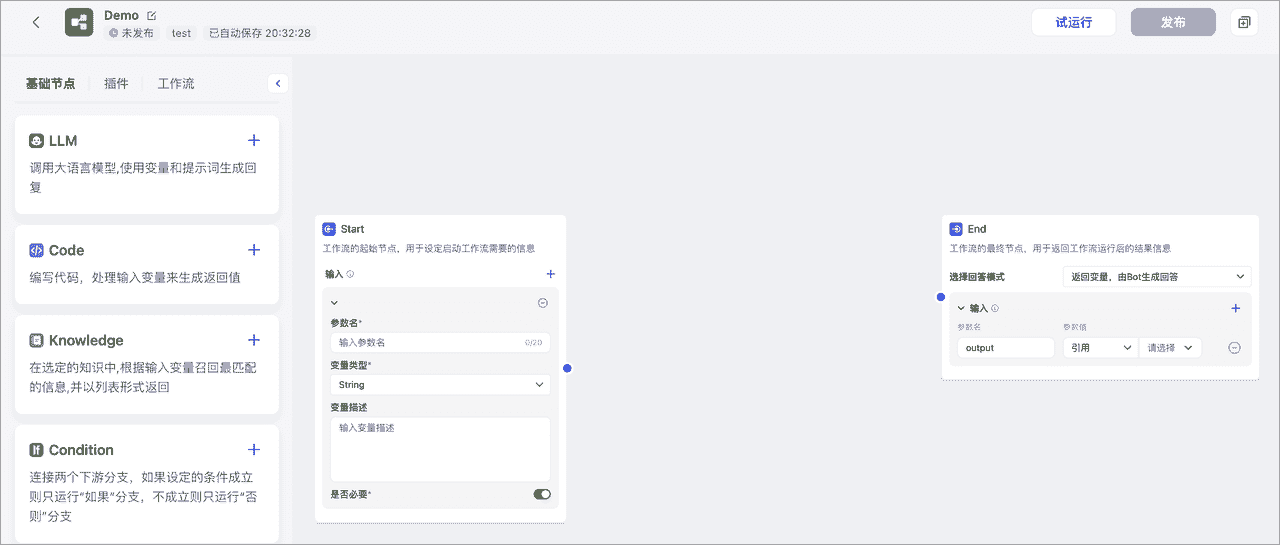 Demo
未发布 test 已自动保存 20:32:28
试运行
发布
基础节点 插件 工作流
LLM
调用大语言模型,使用变量和提示词生成回
复
Code
编写代码，处理输入变量来生成返回值
Knowledge
在选定的知识中,根据输入变量召回最匹配
的信息,并以列表形式返回
If Condition
连接两个下游分支，如果设定的条件成立
则只运行“如果”分支，不成立则只运行“否
则”分支
Start
工作流的起始节点，用于设定启动工作流需要的信息
输入
参数名*
输入参数名 0/20
变量类型*
String
变量描述
输入变量描述
是否必要*
End
工作流的最终节点，用于返回工作流运行后的结果信息
选择回答模式 返回变量，由Bot生成回答
输入
参数名 参数值
output 引用 请选择